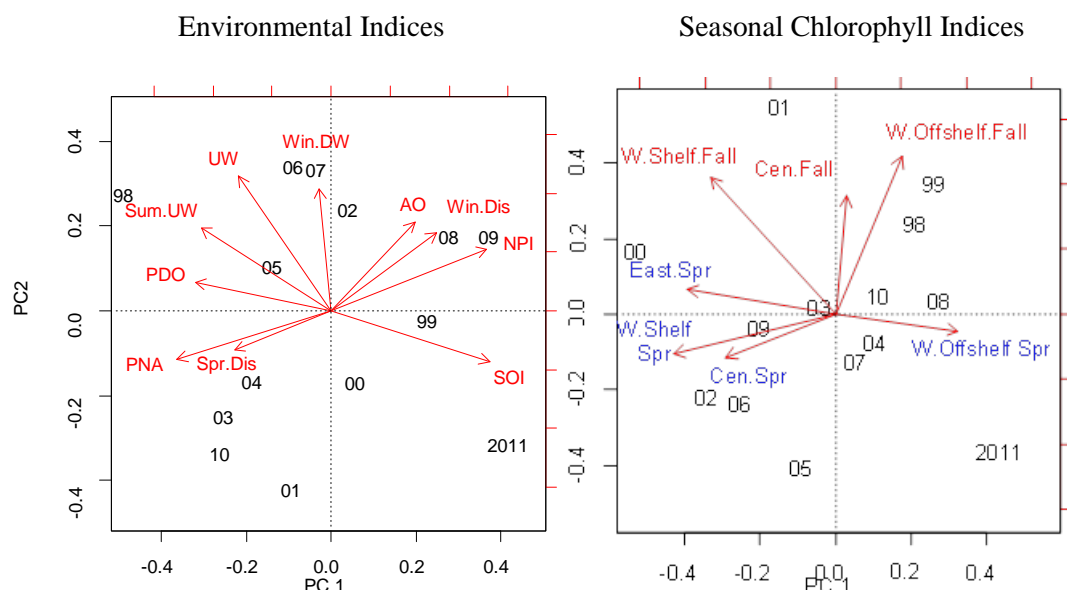 Environmental Indices
Seasonal Chlorophyll Indices
PC2
0.4
0.2
0.0
-0.2
-0.4
-0.4
-0.2
0.0
0.2
0.4
PC 1
Win.DW
UW
06
07
98
Sum.UW
02
AO
Win.Dis
08
09
NPI
05
PDO
99
PNA
Spr.Dis
04
00
SOI
03
10
2011
01
0.4
0.2
0.0
-0.2
-0.4
-0.4
-0.2
0.0
0.2
0.4
PC 1
01
W.Offshelf.Fall
W.Shelf.Fall
Cen.Fall
99
98
00
East.Spr
03
10
08
W.Shelf
Spr
09
04
W.Offshelf Spr
07
Cen.Spr
02
06
05
2011